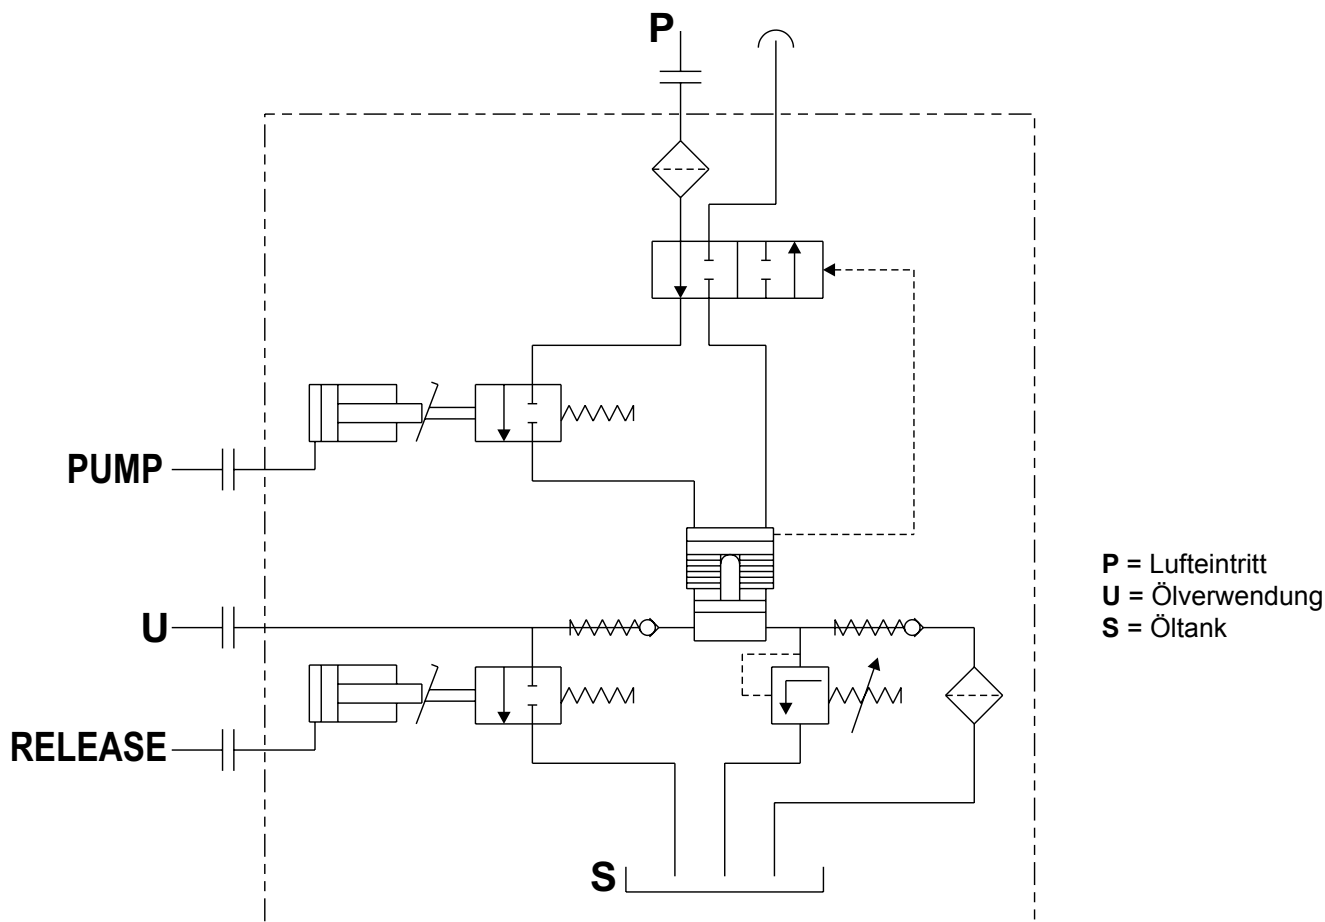 P
PUMP
U
RELEASE
S
P = Lufteintritt
U = Ölverwendung
S = Öltank